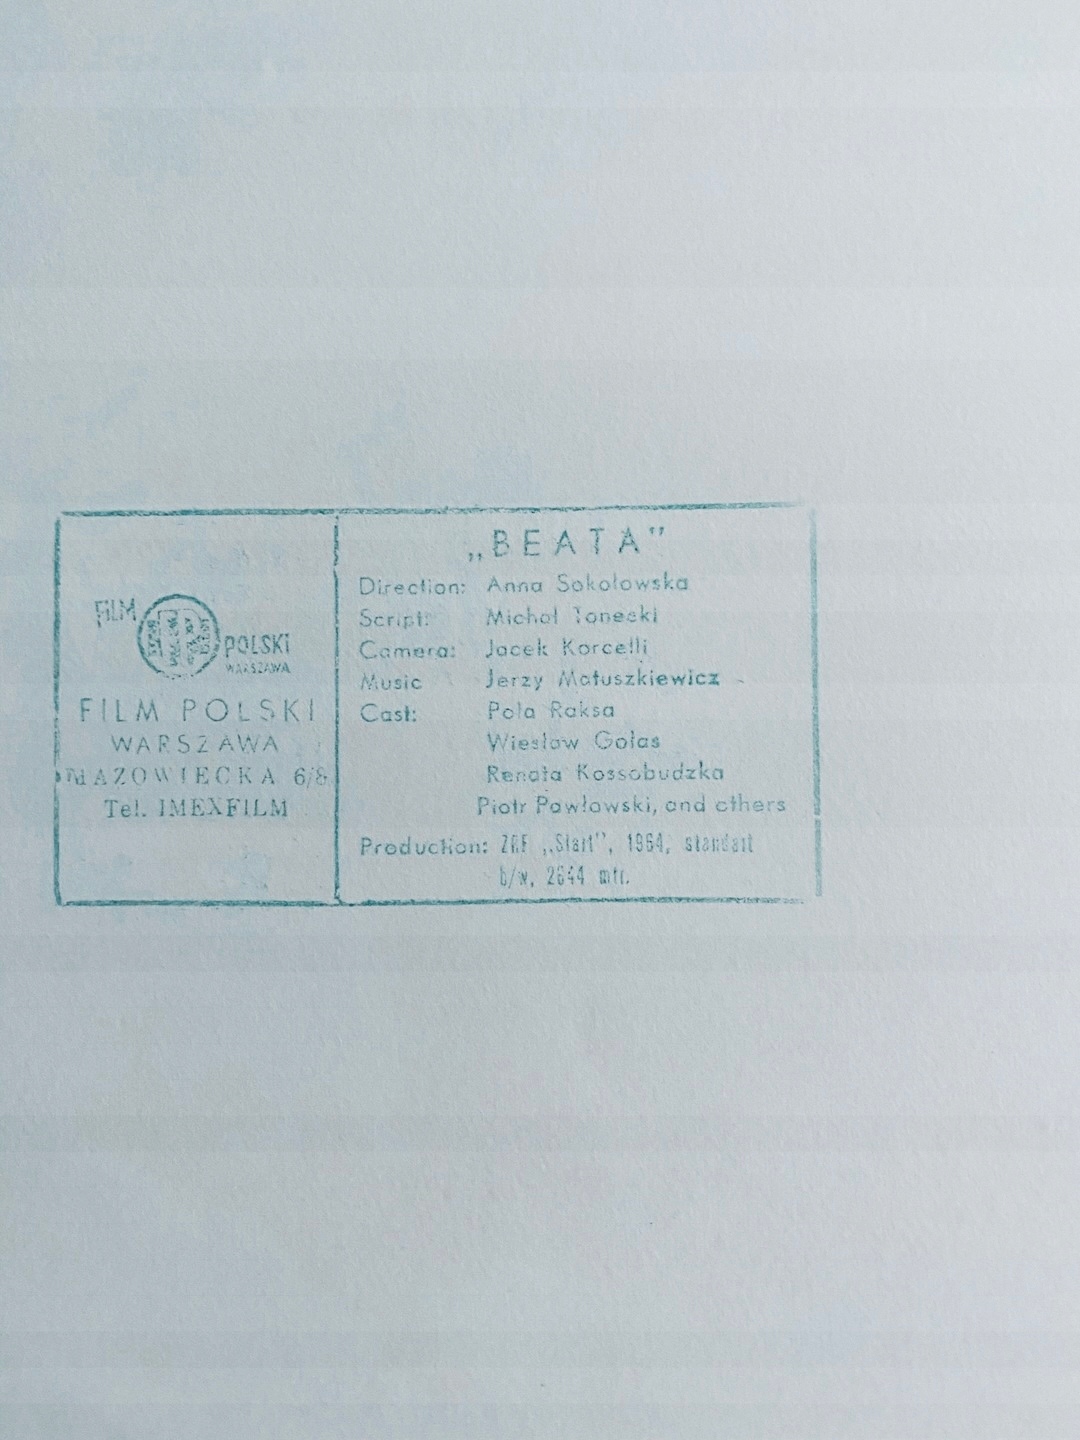 FILM
POLSKI
WARSZAWA
FILM POLSKI
WARSZAWA
MAZOWIECKA 6/8
Tel. IMEXFILM
„BEATA”
Direction: Anna Sokołowska
Script: Michał Tonecki
Camera: Jacek Korcelli
Music Jerzy Matuszkiewicz
Cast: Pola Raksa
Wiesław Gołas
Renata Kossobudzka
Piotr Pawłowski, and others
Production: ZRF „Start”, 1964, standart
b/w, 2644 mtr.